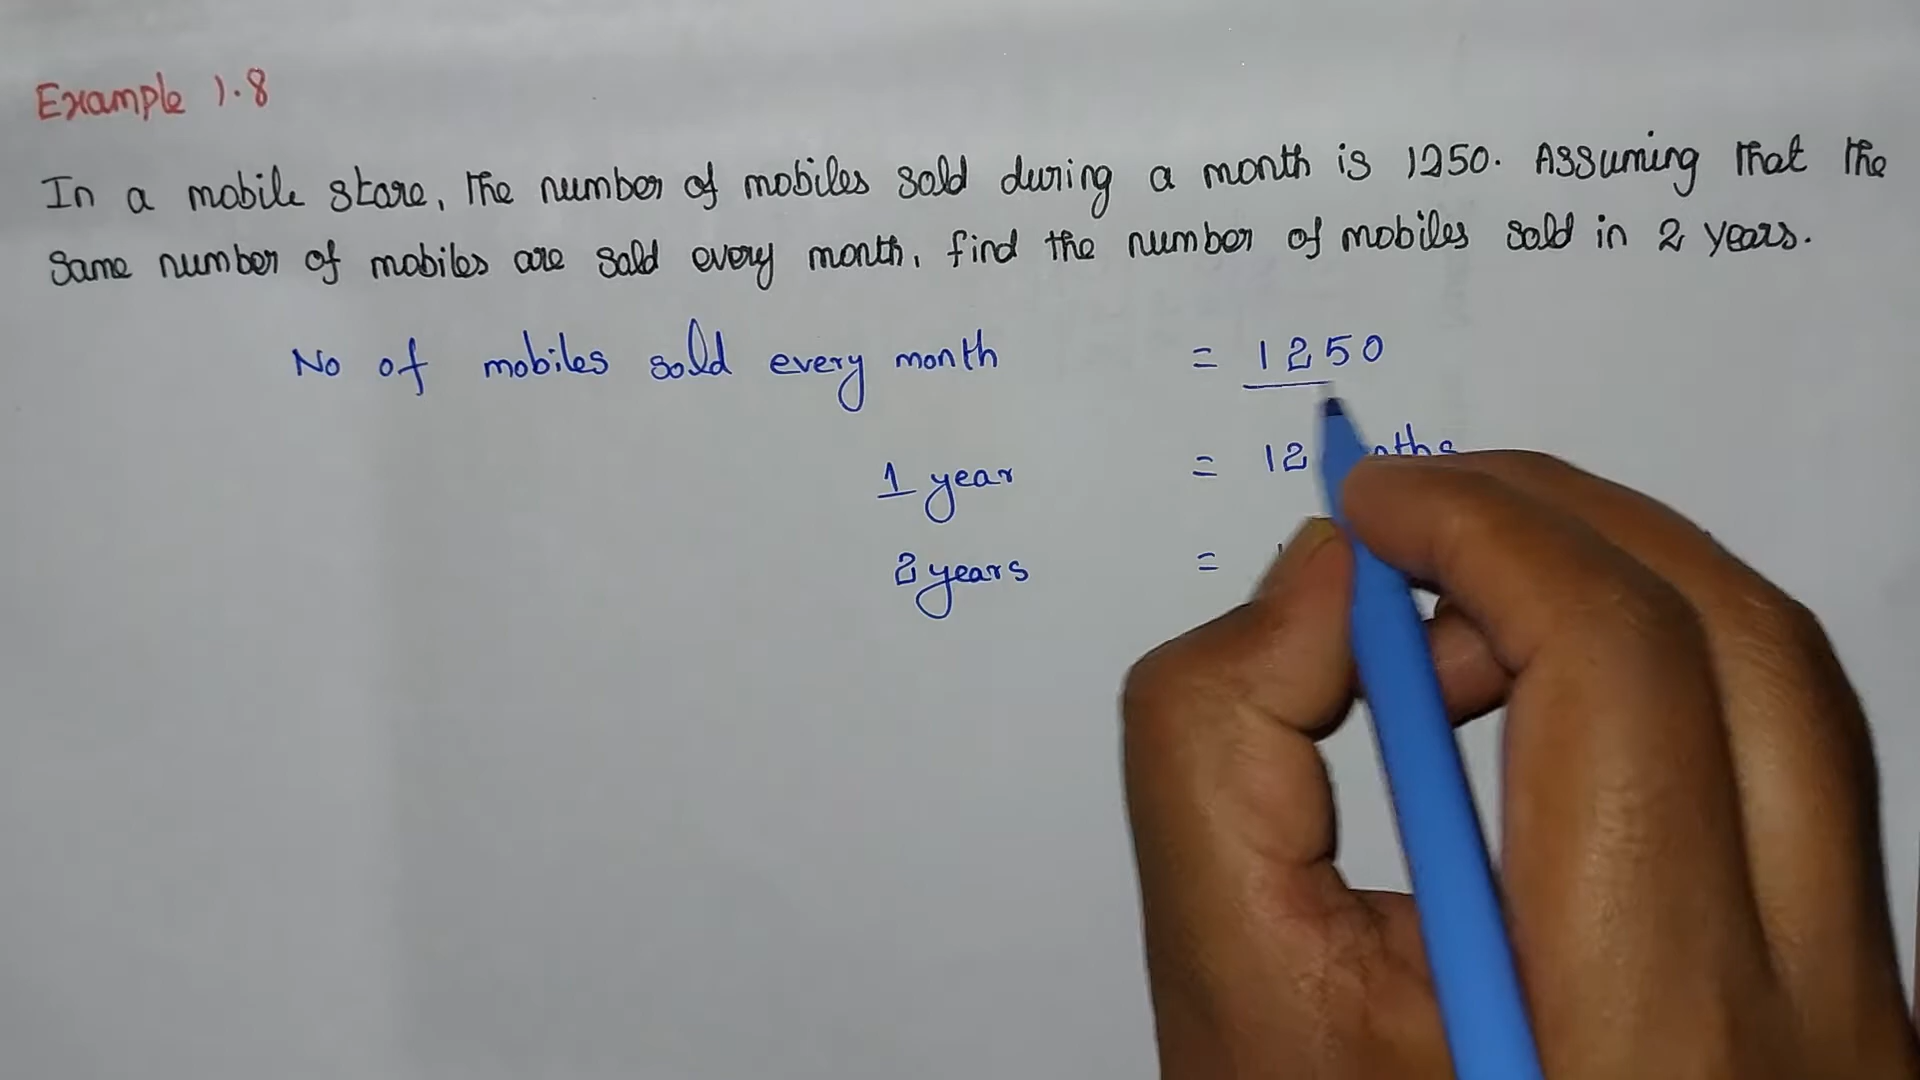 Example 1.8
In a mobile store, the number of mobiles sold during a month is 1250. Assuming that the
same number of mobiles are sold every month, find the number of mobiles sold in 2 years.
No of mobiles sold every month = 1250
1 year = 12
2 years =